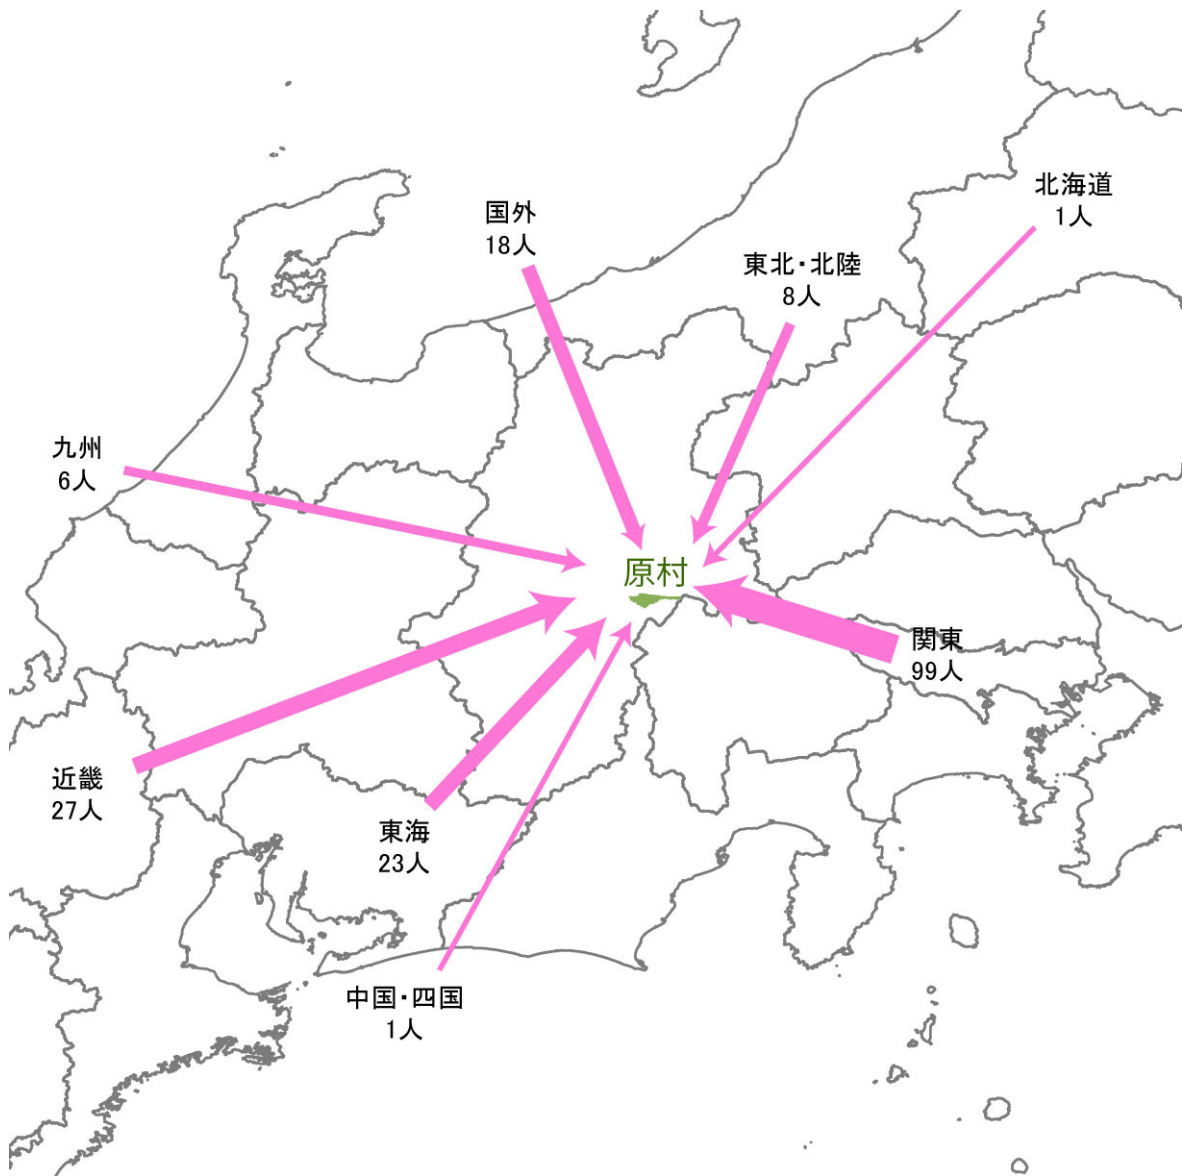 北海道
1人
国外
18人
東北・北陸
8人
九州
6人
原村
関東
99人
近畿
27人
東海
23人
中国・四国
1人